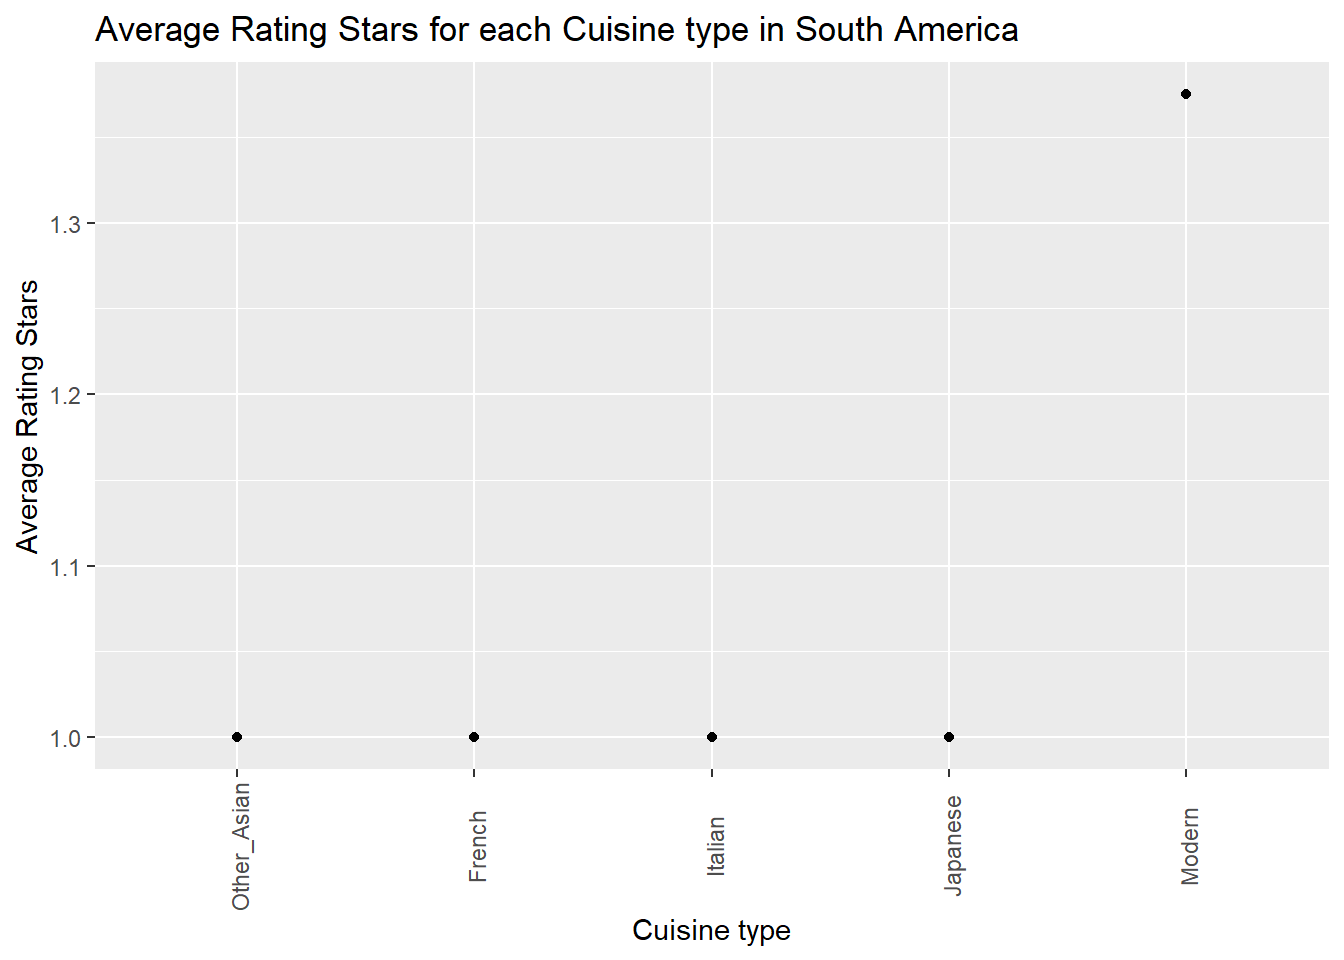 Average Rating Stars for each Cuisine type in South America
Average Rating Stars
1.3
1.2
1.1
1.0
Other_Asian
French
Italian
Japanese
Modern
Cuisine type